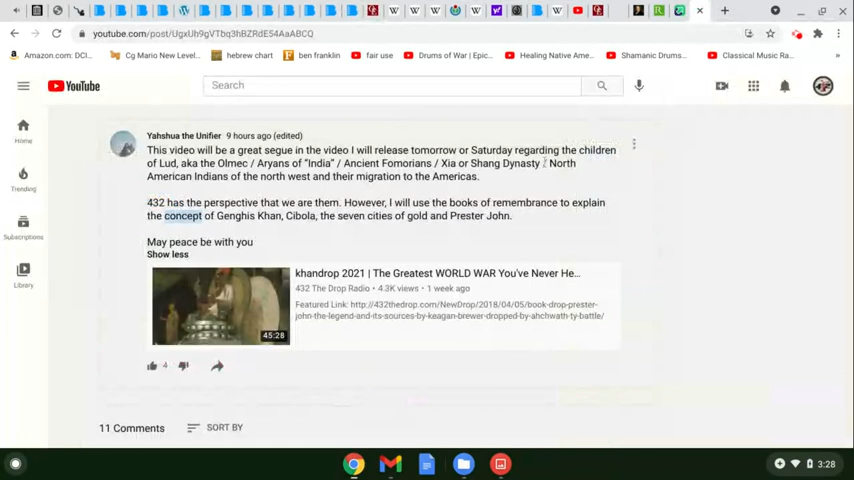 youtube.com/post/UgxUh9gVTbq3hBZRdE54AaABCQ
Amazon.com: DCI...
Cg Mario New Level...
hebrew chart
ben franklin
fair use
Drums of War | Epic...
Healing Native Ame...
Shamanic Drums...
Classical Music Ra...
YouTube
Search
Home
Trending
Subscriptions
Library
Yahshua the Unifier 9 hours ago (edited)
This video will be a great segue in the video I will release tomorrow or Saturday regarding the children
of Lud, aka the Olmec / Aryans of "India" / Ancient Fomorians / Xia or Shang Dynasty / North
American Indians of the north west and their migration to the Americas.
432 has the perspective that we are them. However, I will use the books of remembrance to explain
the concept of Genghis Khan, Cibola, the seven cities of gold and Prester John.
May peace be with you
Show less
khandrop 2021 | The Greatest WORLD WAR You've Never He...
432 The Drop Radio • 4.3K views • 1 week ago
Featured Link: http://432thedrop.com/NewDrop/2018/04/05/book-drop-prester-
john-the-legend-and-its-sources-by-keagan-brewer-dropped-by-ahchwath-ty-battle/
45:28
4
11 Comments
SORT BY
3:28